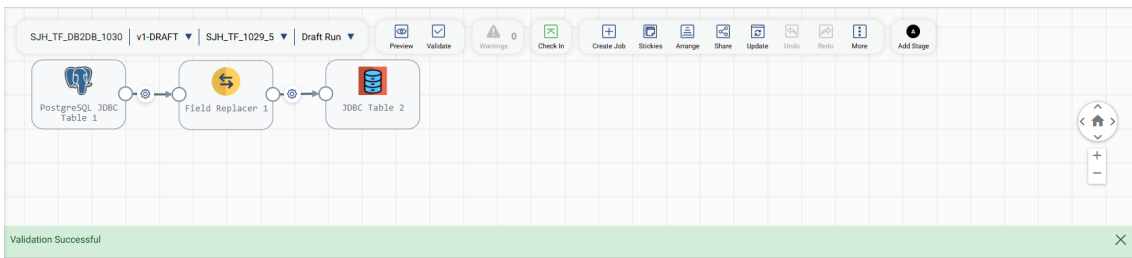 SJH_TF_DB2DB_1030 v1-DRAFT ▼ SJH_TF_1029_5 ▼ Draft Run ▼
Preview Validate Warnings 0 Check In Create Job Stickies Arrange Share Update Undo Redo More A Add Stage
PostgreSQL JDBC
Table 1
Field Replacer 1
JDBC Table 2
Validation Successful